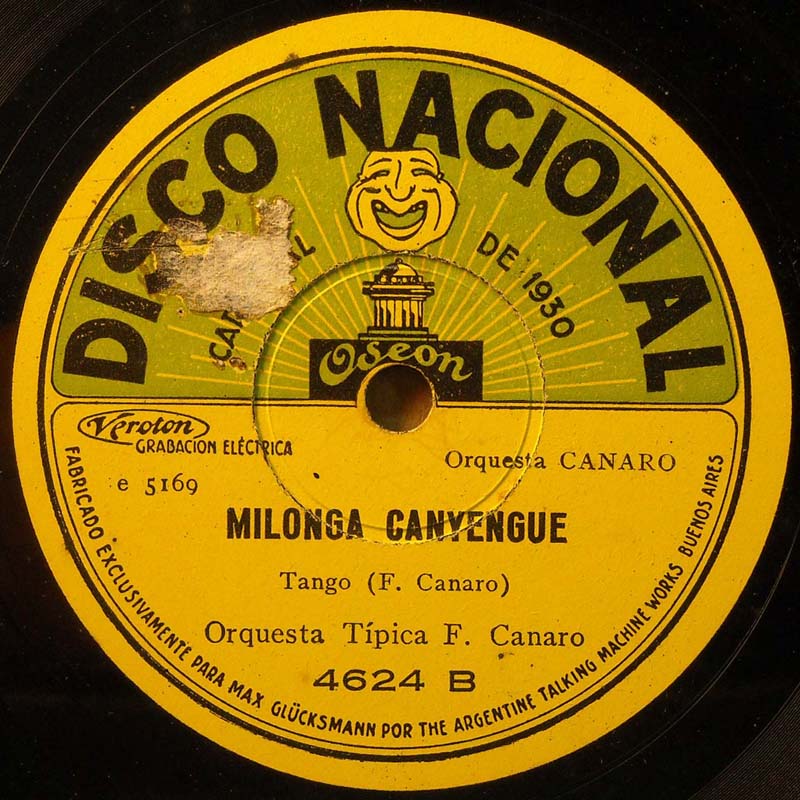 DISCO NACIONAL
DE 1930
Odeon
Veroton
GRABACION ELÉCTRICA
Orquesta CANARO
e 5169
MILONGA CANYENGUE
Tango (F. Canaro)
Orquesta Típica F. Canaro
4624 B
FABRICADO EXCLUSIVAMENTE PARA MAX GLÜCKSMANN POR THE ARGENTINE TALKING MACHINE WORKS BUENOS AIRES